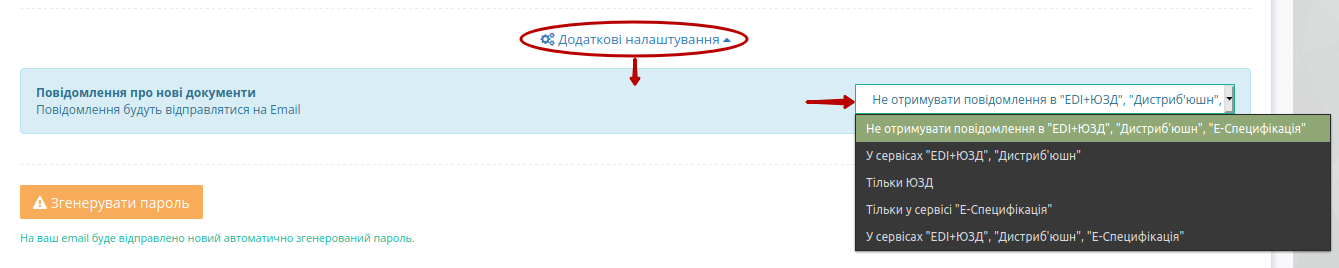 Додаткові налаштування
Повідомлення про нові документи
Повідомлення будуть відправлятися на Email
Не отримувати повідомлення в "EDI+ЮЗД", "Дистриб'юшн",
Не отримувати повідомлення в "EDI+ЮЗД", "Дистриб'юшн", "Е-Специфікація"
У сервісах "EDI+ЮЗД", "Дистриб'юшн"
Тільки ЮЗД
Тільки у сервісі "Е-Специфікація"
У сервісах "EDI+ЮЗД", "Дистриб'юшн", "Е-Специфікація"
Згенерувати пароль
На ваш email буде відправлено новий автоматично згенерований пароль.